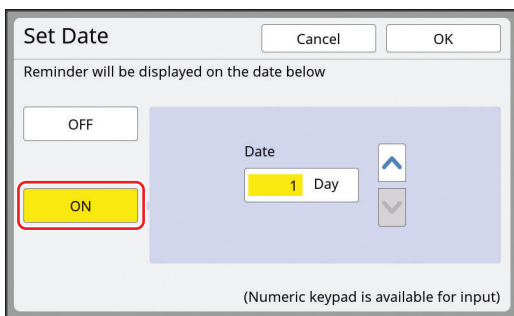 Set Date
Cancel
OK
Reminder will be displayed on the date below
OFF
Date
1 Day
ON
(Numeric keypad is available for input)